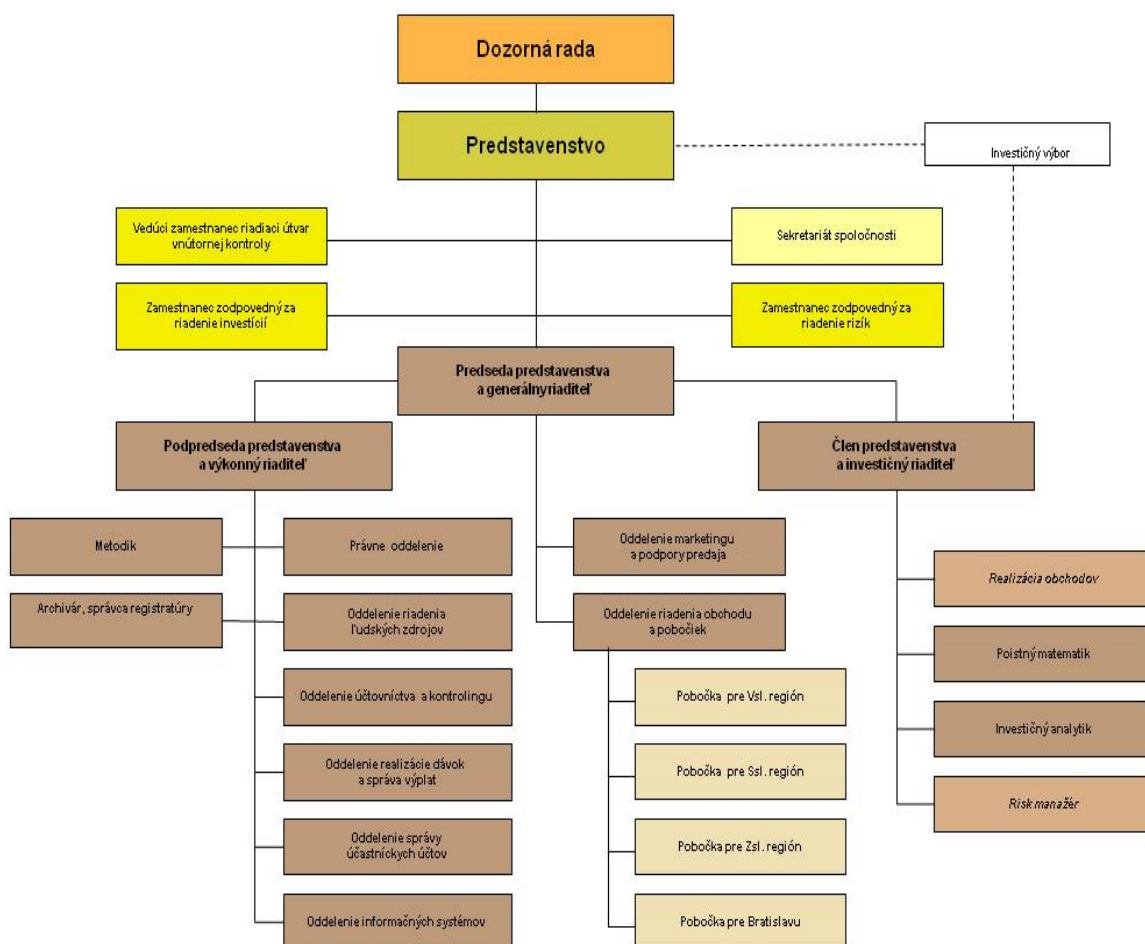 Dozorná rada
Predstavenstvo
Investičný výbor
Vedúci zamestnanec riadiaci útvar
vnútornej kontroly
Sekretariát spoločnosti
Zamestnanec zodpovedný za
riadenie investícií
Zamestnanec zodpovedný za
riadenie rizík
Predseda predstavenstva
a generálny riaditeľ
Podpredseda predstavenstva
a výkonný riaditeľ
Člen predstavenstva
a investičný riaditeľ
Metodik
Právne oddelenie
Archivár, správca registratúry
Oddelenie riadenia
ľudských zdrojov
Oddelenie účtovníctva a kontrolingu
Oddelenie realizácie dávok
a správa výplat
Oddelenie správy
účastníckych účtov
Oddelenie informačných systémov
Oddelenie marketingu
a podpory predaja
Oddelenie riadenia obchodu
a pobočiek
Pobočka pre Vsl. región
Pobočka pre Ssl. región
Pobočka pre Zsl. región
Pobočka pre Bratislavu
Realizácia obchodov
Poistný matematik
Investičný analytik
Risk manažér